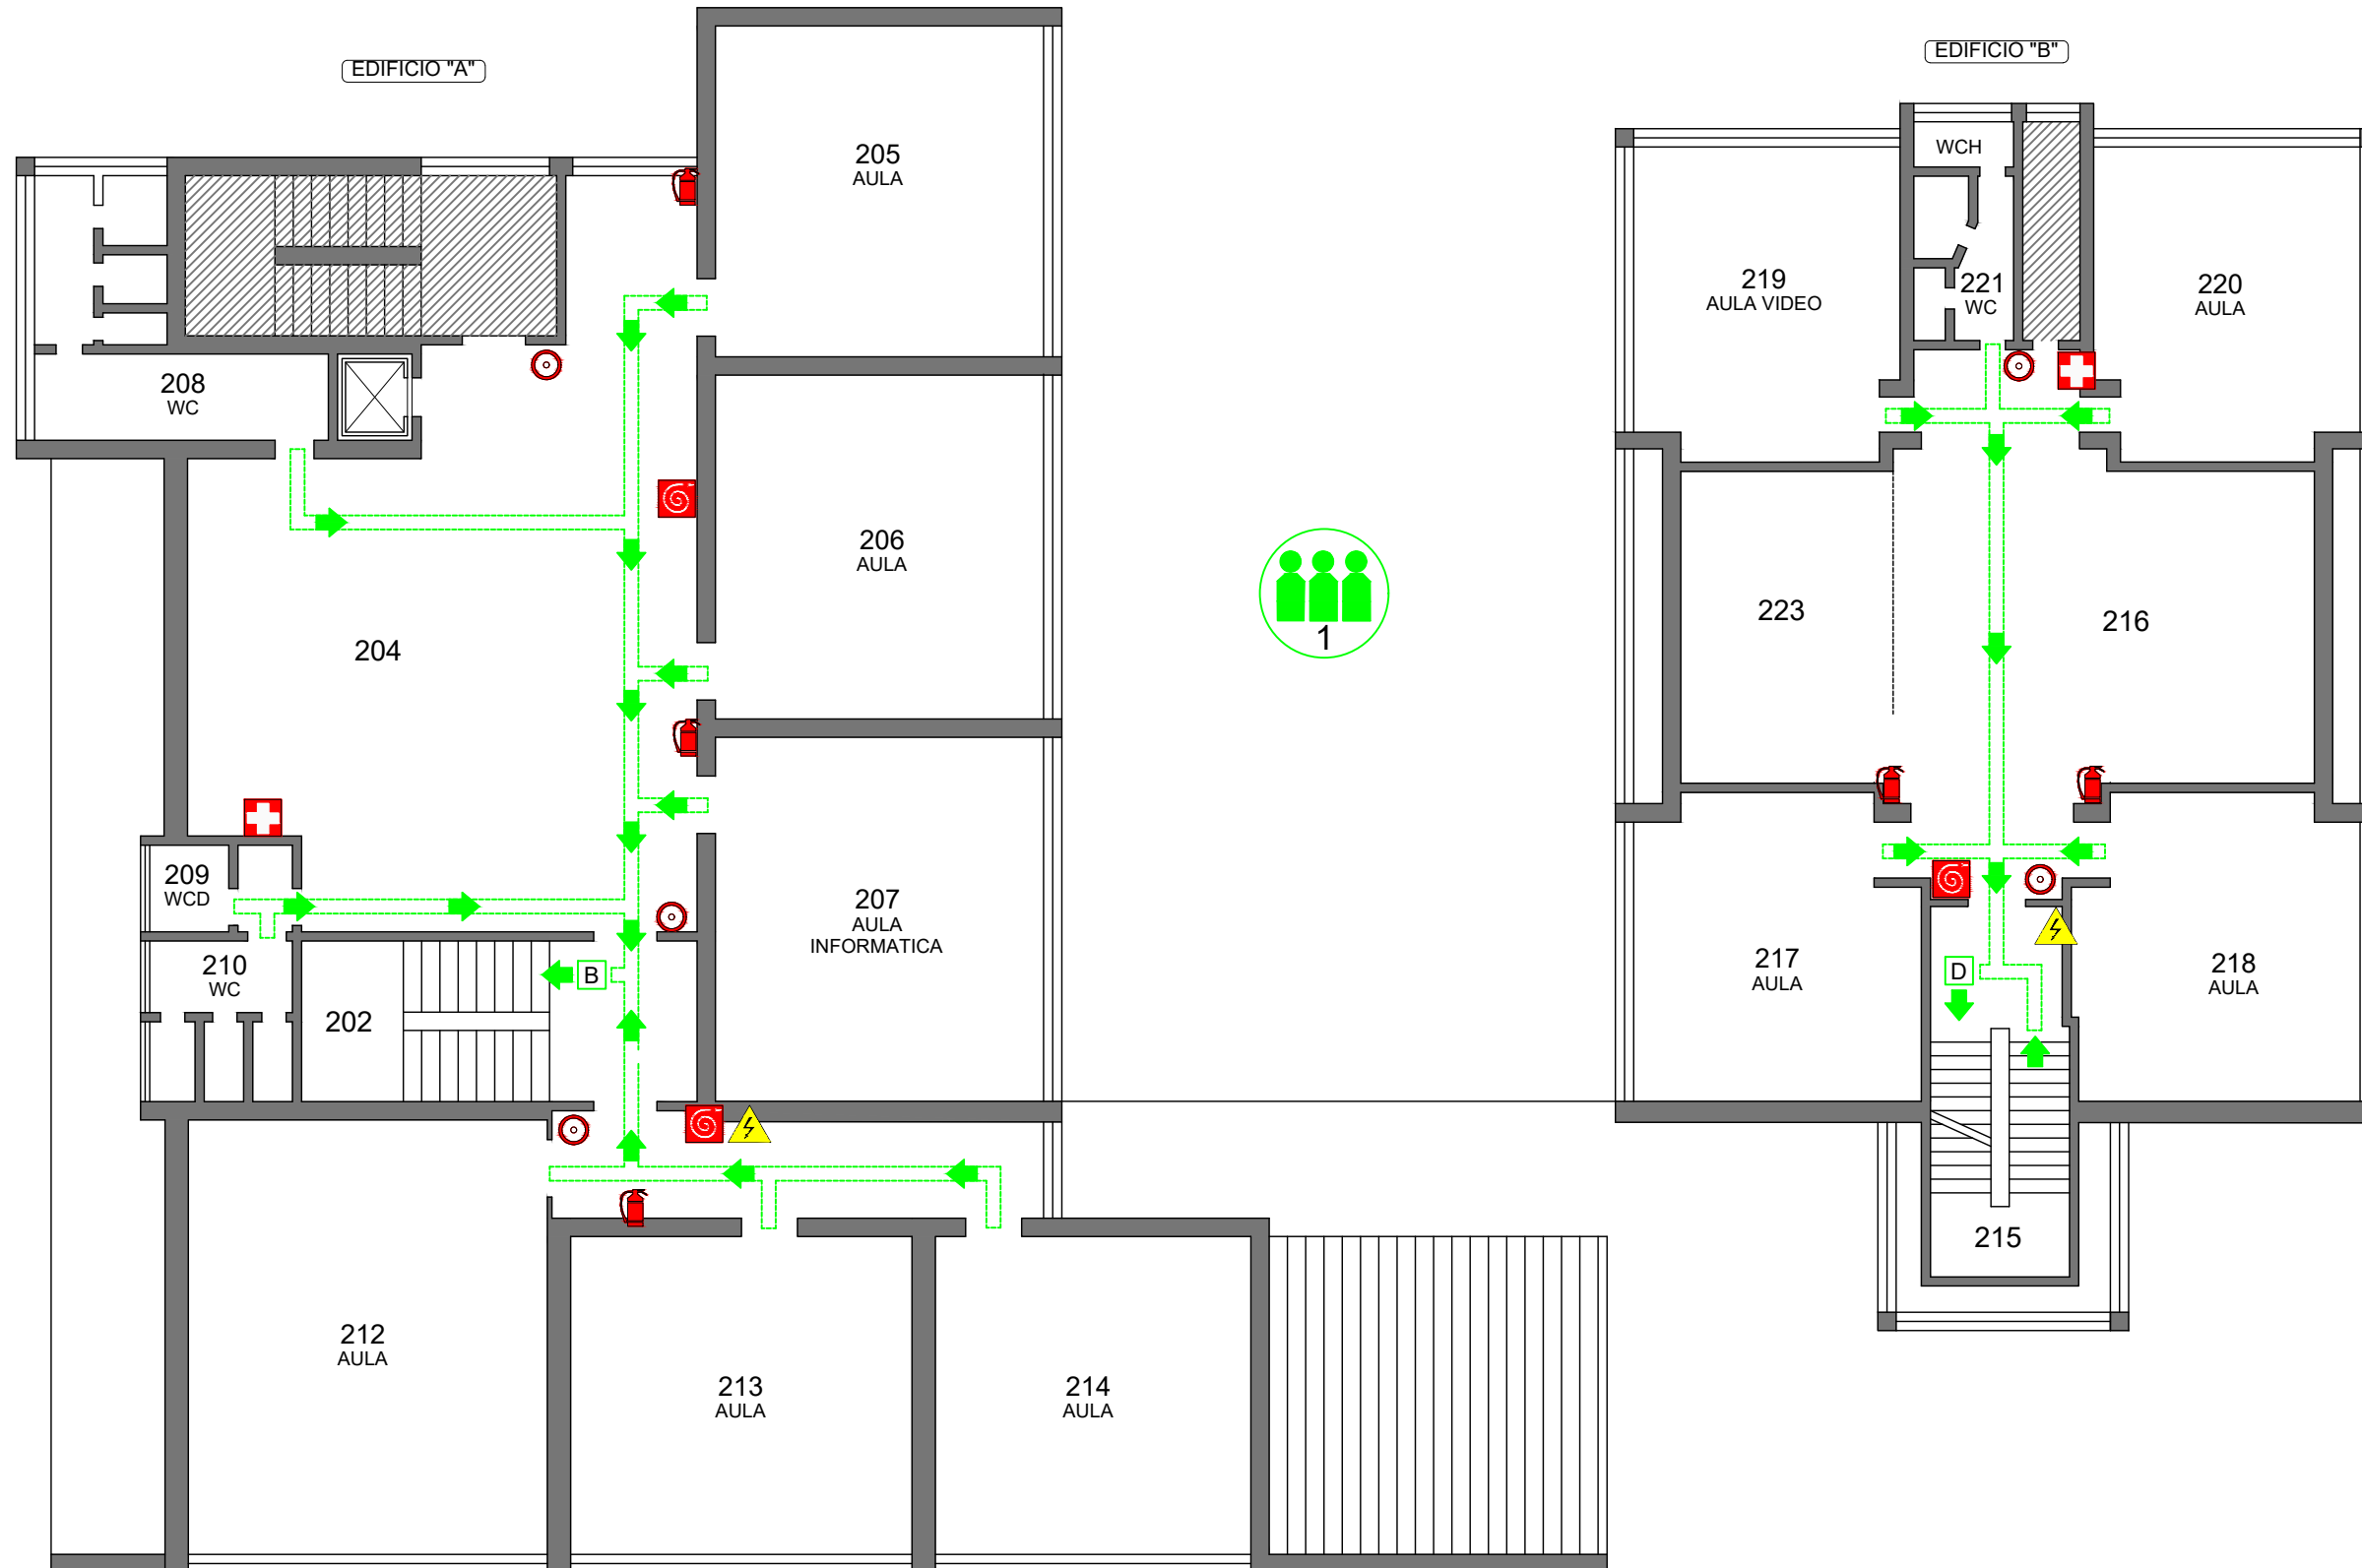 EDIFICIO "A"
EDIFICIO "B"
205
AULA
WCH
219
AULA VIDEO
221
WC
220
AULA
208
WC
206
AULA
1
223
216
204
209
WCD
207
AULA
INFORMATICA
210
WC
B
202
217
AULA
D
218
AULA
215
212
AULA
213
AULA
214
AULA